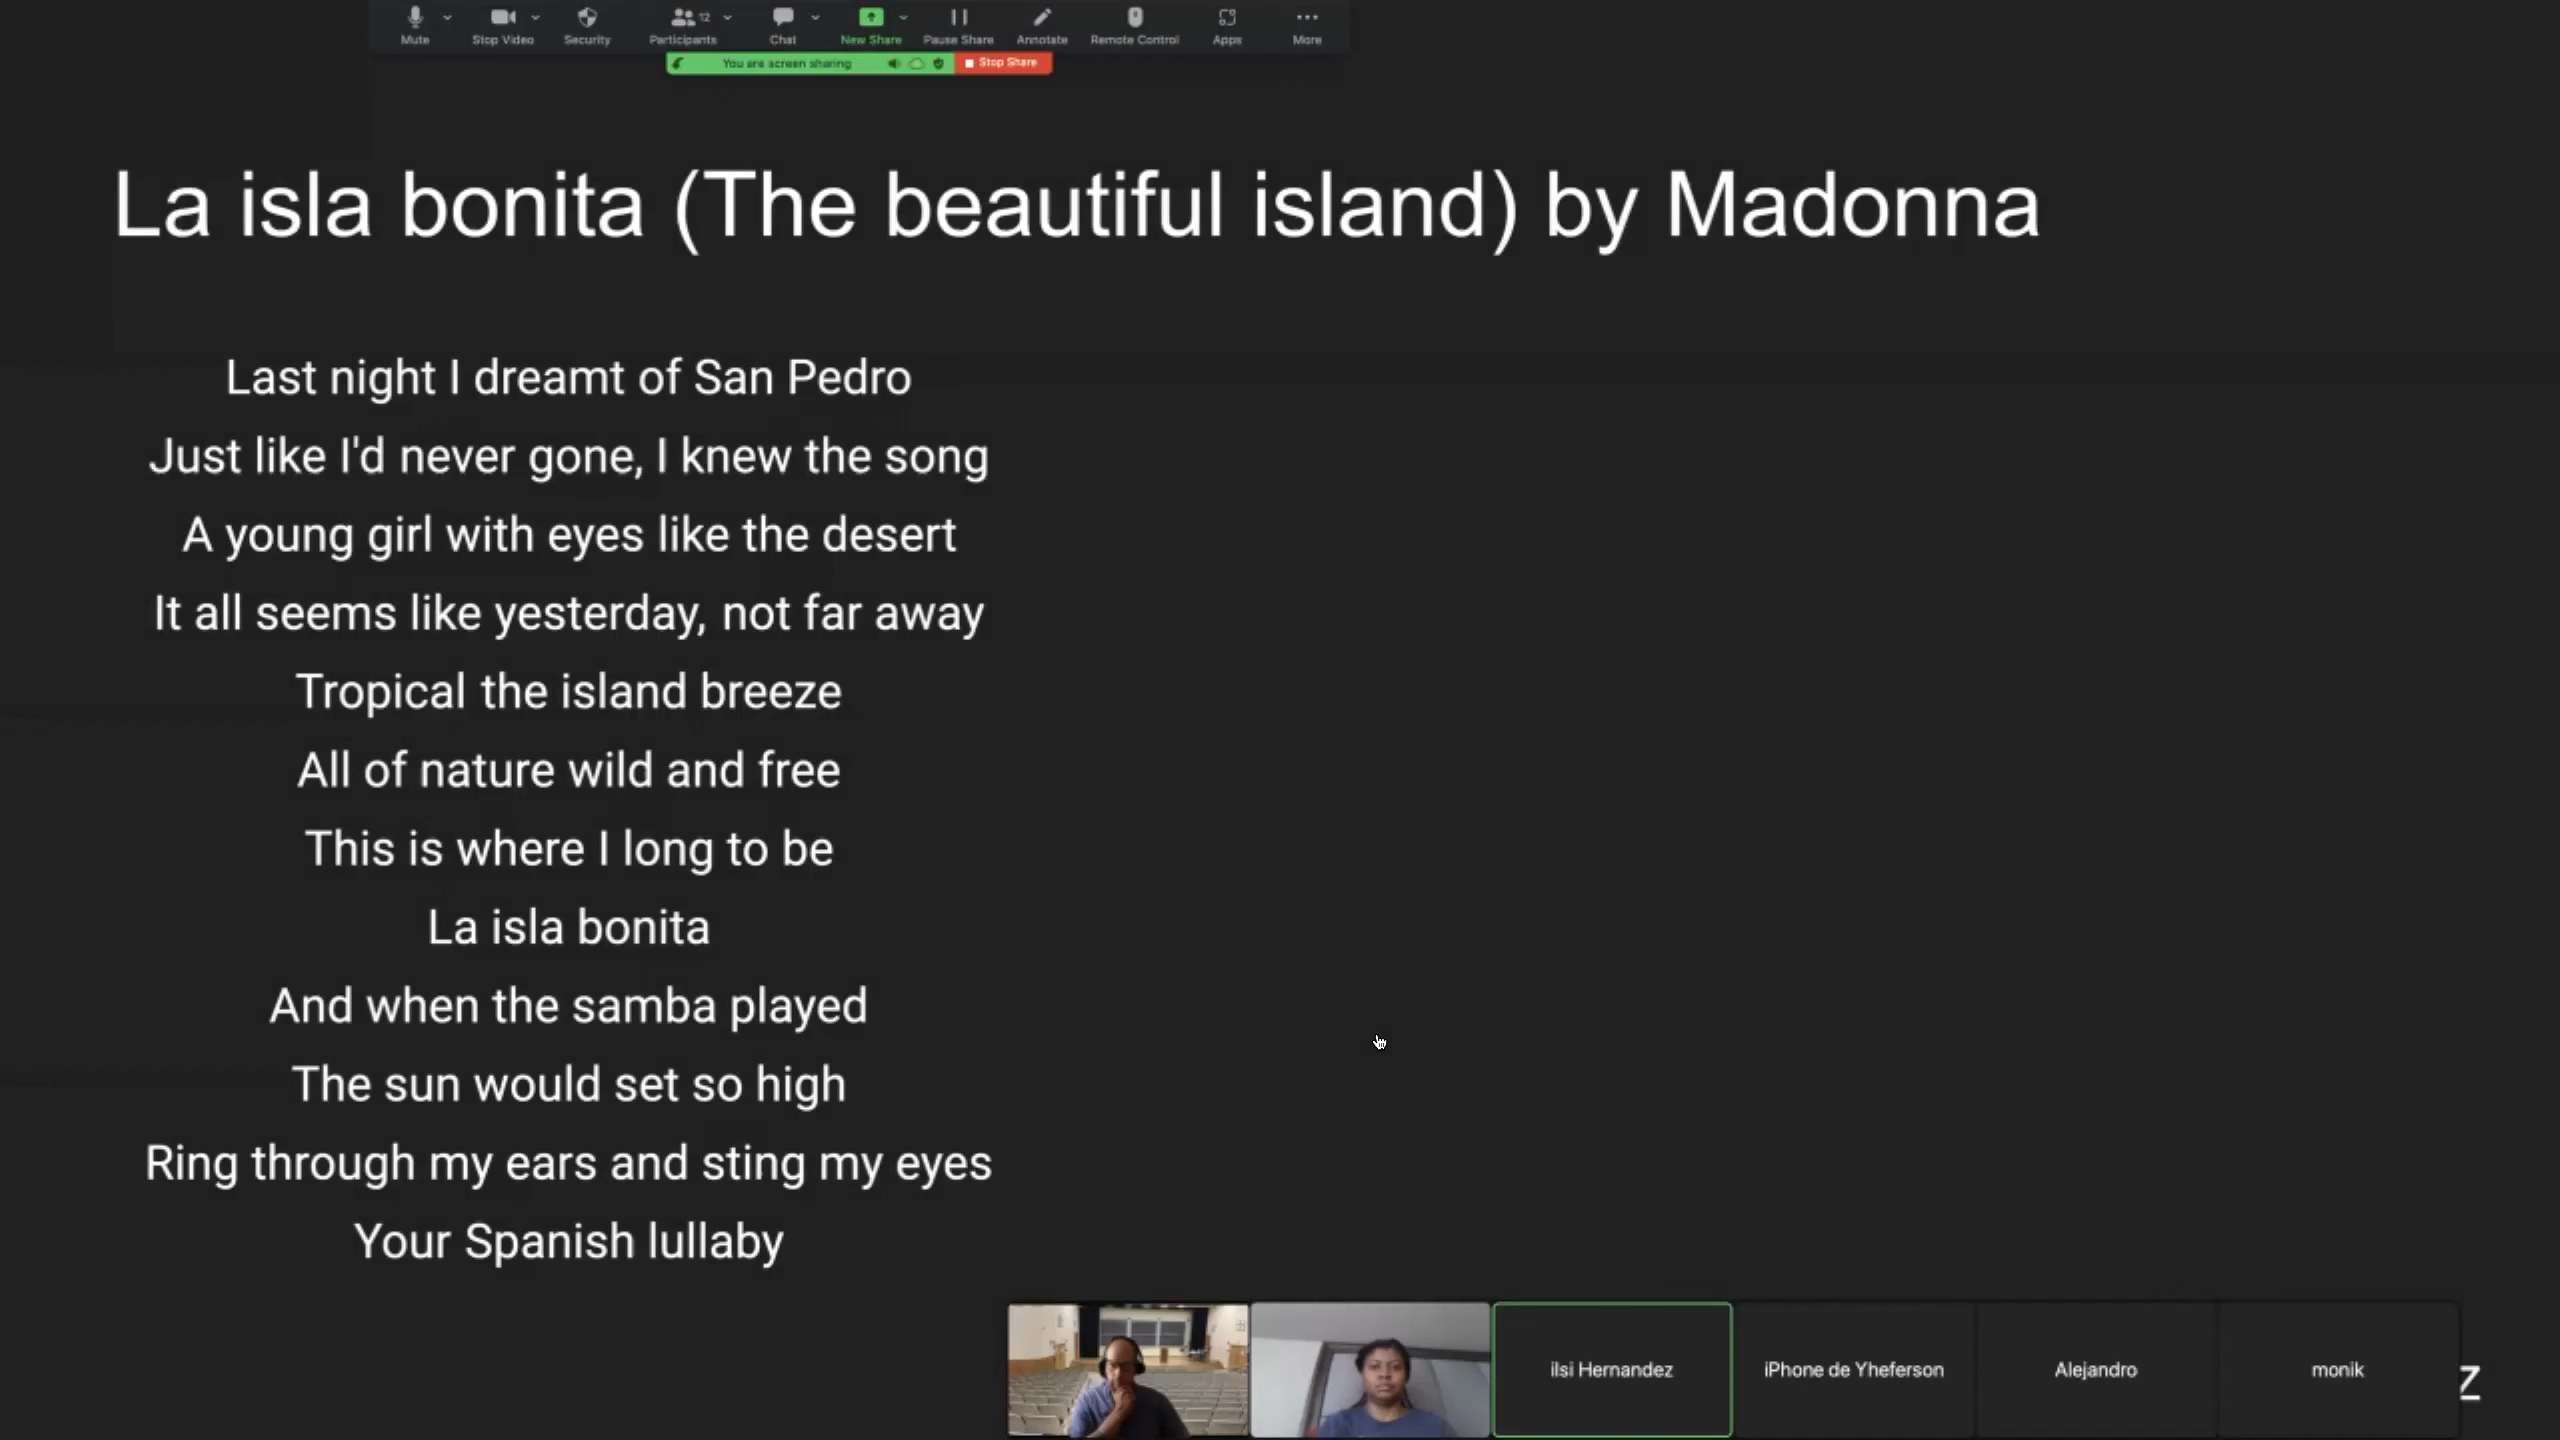 Mute Stop Video Security Participants 12 Chat New Share Pause Share Annotate Remote Control Apps More
You are screen sharing Stop Share
La isla bonita (The beautiful island) by Madonna
Last night I dreamt of San Pedro
Just like I'd never gone, I knew the song
A young girl with eyes like the desert
It all seems like yesterday, not far away
Tropical the island breeze
All of nature wild and free
This is where I long to be
La isla bonita
And when the samba played
The sun would set so high
Ring through my ears and sting my eyes
Your Spanish lullaby
ilsi Hernandez iPhone de Yheferson Alejandro monik z